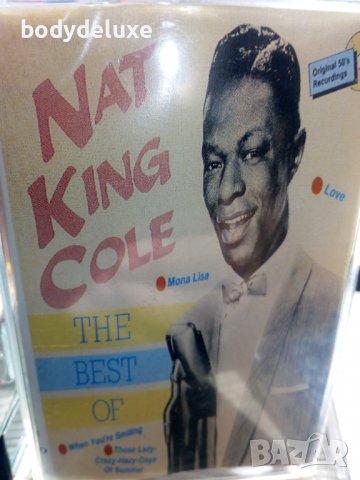 bodydeluxe
NAT
KING
COLE
Original 50's
Recordings
Love
Mona Lisa
THE
BEST
OF
When You're Smiling
Those Lazy-
Crazy-Hazy-Days
Of Summer
BAZAR